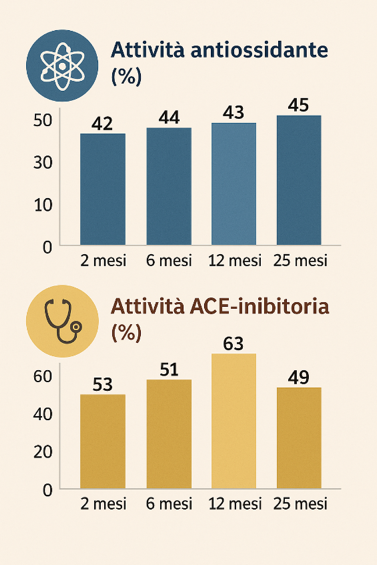 Attività antiossidante
(%)
42 44 43 45
50
30
10
0
2 mesi 6 mesi 12 mesi 25 mesi
Attività ACE-inibitoria
(%)
53 51 63 49
60
40
20
0
2 mesi 6 mesi 12 mesi 25 mesi